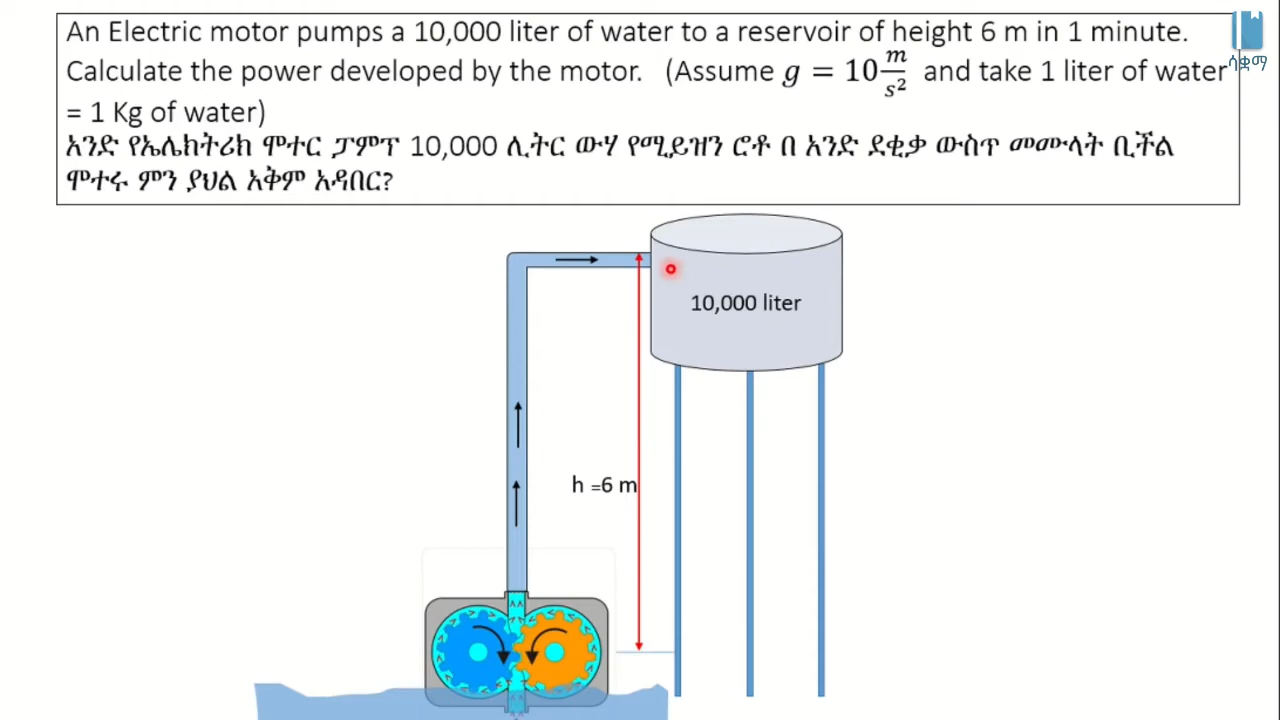 An Electric motor pumps a 10,000 liter of water to a reservoir of height 6 m in 1 minute.
Calculate the power developed by the motor. (Assume g = 10 m/s² and take 1 liter of water
= 1 Kg of water)
አንድ የኤሌክትሪክ ሞተር ፓምፕ 10,000 ሊትር ውሃ የሚይዝን ሮቶ በ አንድ ደቂቃ ውስጥ መሙላት ቢችል
ሞተሩ ምን ያህል አቅም አዳበር?
ሳቋማ
10,000 liter
h =6 m